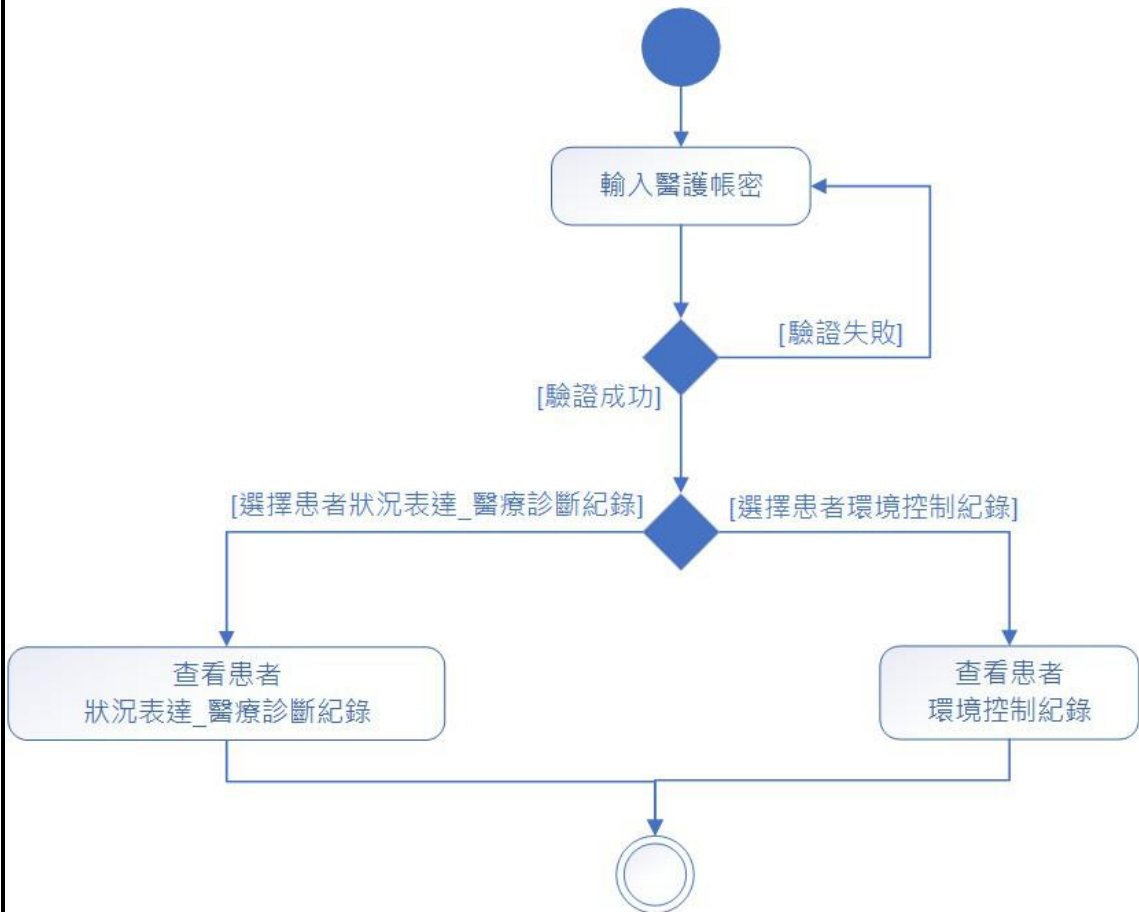 輸入醫護帳密
[驗證失敗]
[驗證成功]
[選擇患者狀況表達_醫療診斷紀錄]
[選擇患者環境控制紀錄]
查看患者
狀況表達_醫療診斷紀錄
查看患者
環境控制紀錄